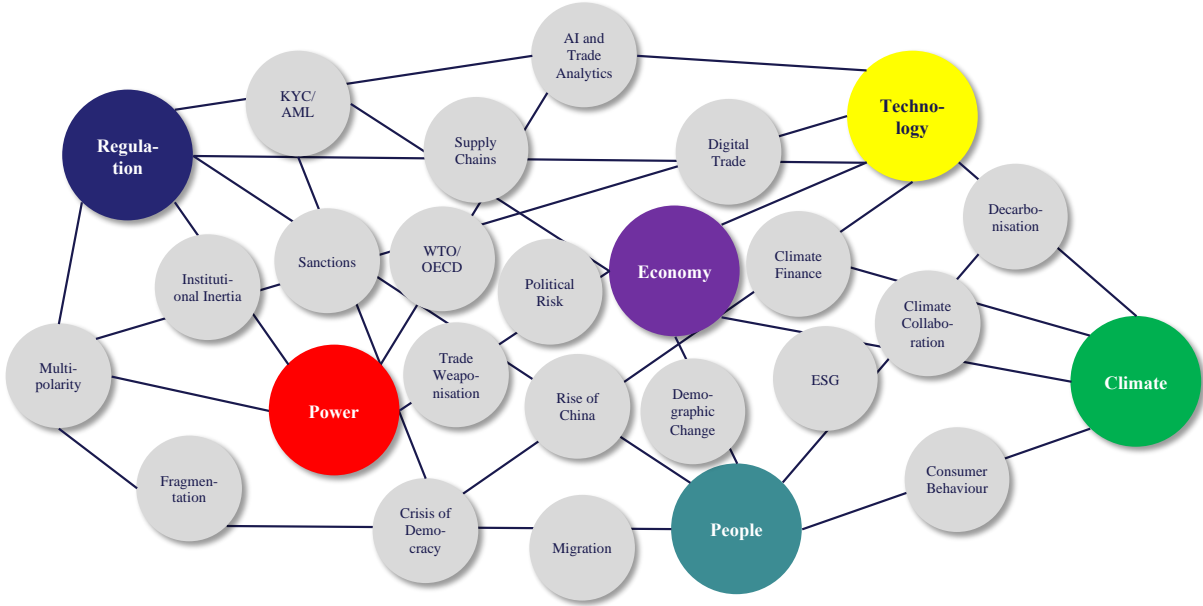 AI and
Trade
Analytics
KYC/
AML
Techno-
logy
Regula-
tion
Supply
Chains
Digital
Trade
Decarbo-
nisation
Sanctions
WTO/
OECD
Economy
Climate
Finance
Instituti-
onal Inertia
Political
Risk
Climate
Collabo-
ration
Multi-
polarity
Trade
Weapo-
nisation
ESG
Climate
Power
Rise of
China
Demo-
graphic
Change
Fragmen-
tation
Consumer
Behaviour
Crisis of
Demo-
cracy
People
Migration